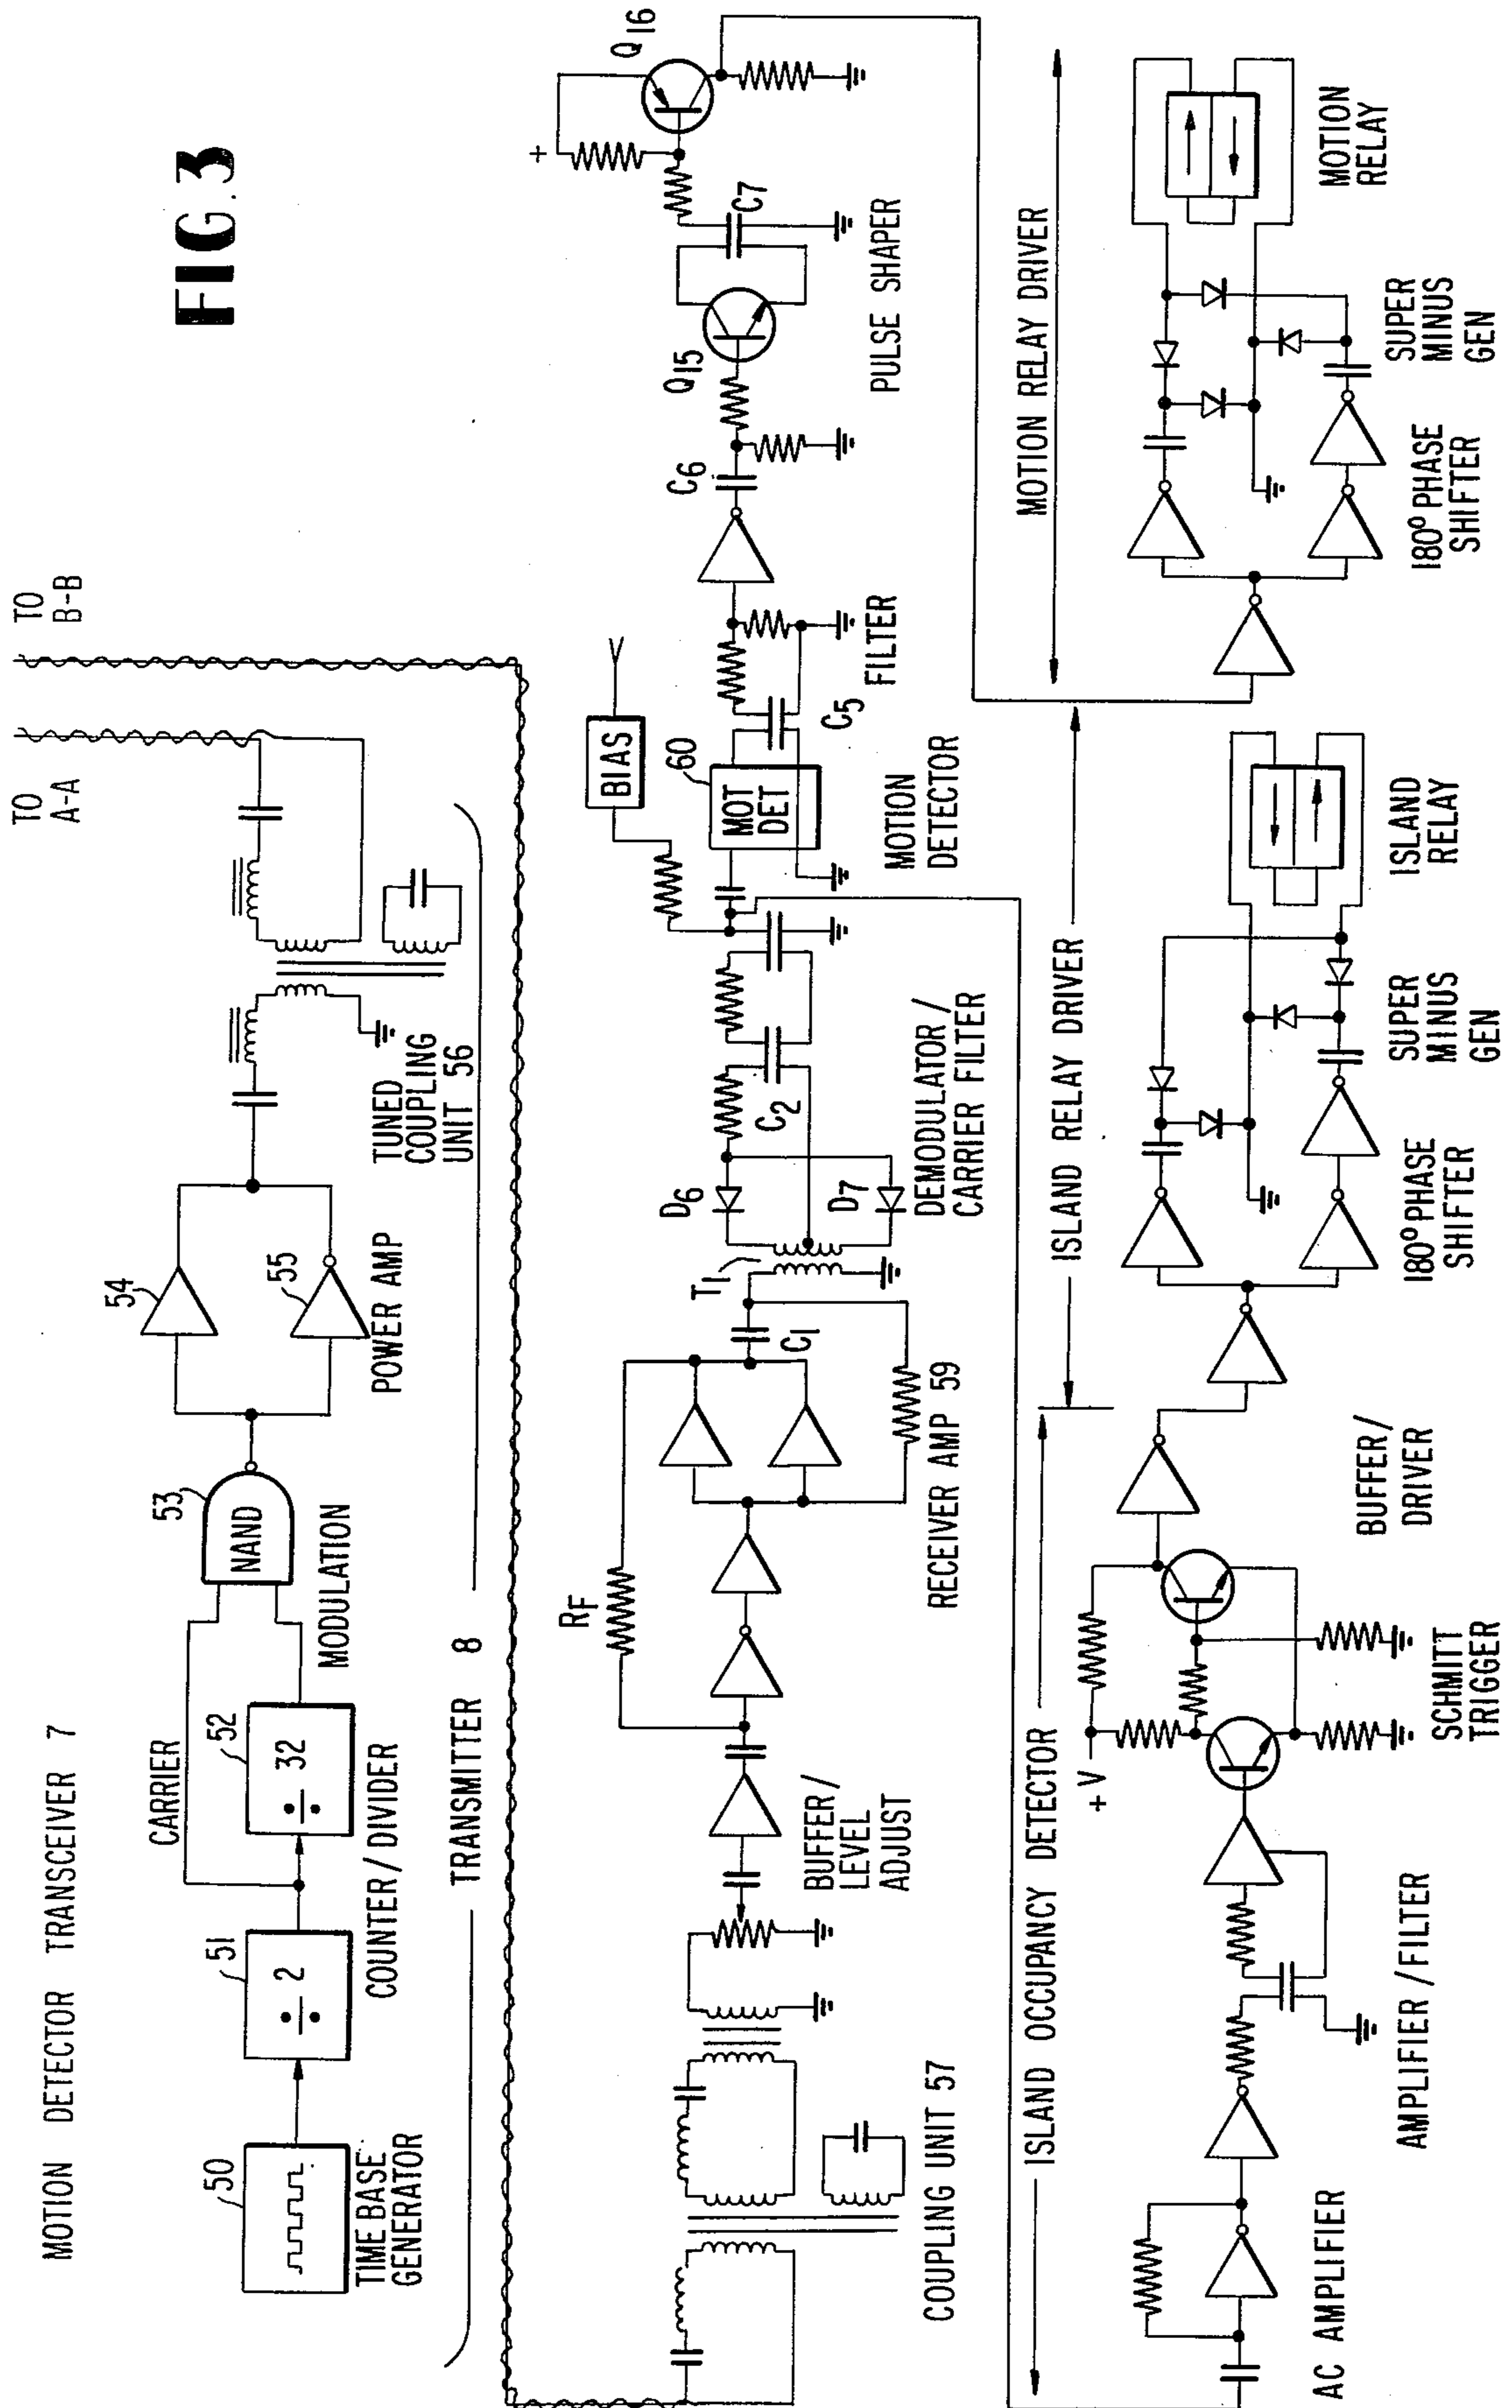 FIG. 3
MOTION DETECTOR TRANSCEIVER 7
TO
A-A
TO
B-B
50
TIME BASE
GENERATOR
51
÷ 2
CARRIER
52
÷ 32
COUNTER/DIVIDER
53
NAND
MODULATION
54
55
POWER AMP
TUNED
COUPLING
UNIT 56
TRANSMITTER 8
COUPLING UNIT 57
BUFFER/
LEVEL
ADJUST
RF
RECEIVER AMP 59
C1
T1
D6
D7
C2
DEMODULATOR/
CARRIER FILTER
BIAS
60
MOT
DET
MOTION
DETECTOR
C5
FILTER
C6
Q15
C7
PULSE SHAPER
+
Q16
ISLAND OCCUPANCY DETECTOR
ISLAND RELAY DRIVER
MOTION RELAY DRIVER
AC AMPLIFIER
AMPLIFIER/FILTER
+V
SCHMITT
TRIGGER
BUFFER/
DRIVER
180° PHASE
SHIFTER
SUPER
MINUS
GEN
ISLAND
RELAY
180° PHASE
SHIFTER
SUPER
MINUS
GEN
MOTION
RELAY